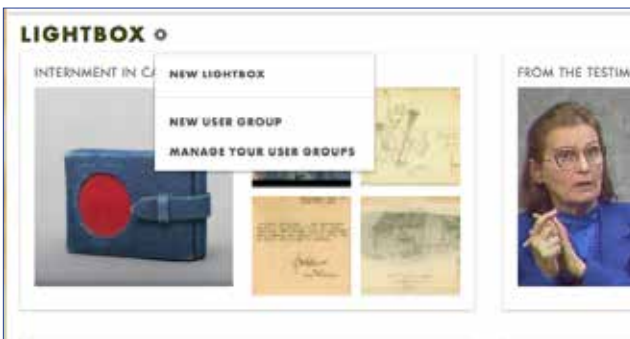 LIGHTBOX
INTERNMENT IN CA
NEW LIGHTBOX
FROM THE TESTIM
NEW USER GROUP
MANAGE YOUR USER GROUPS